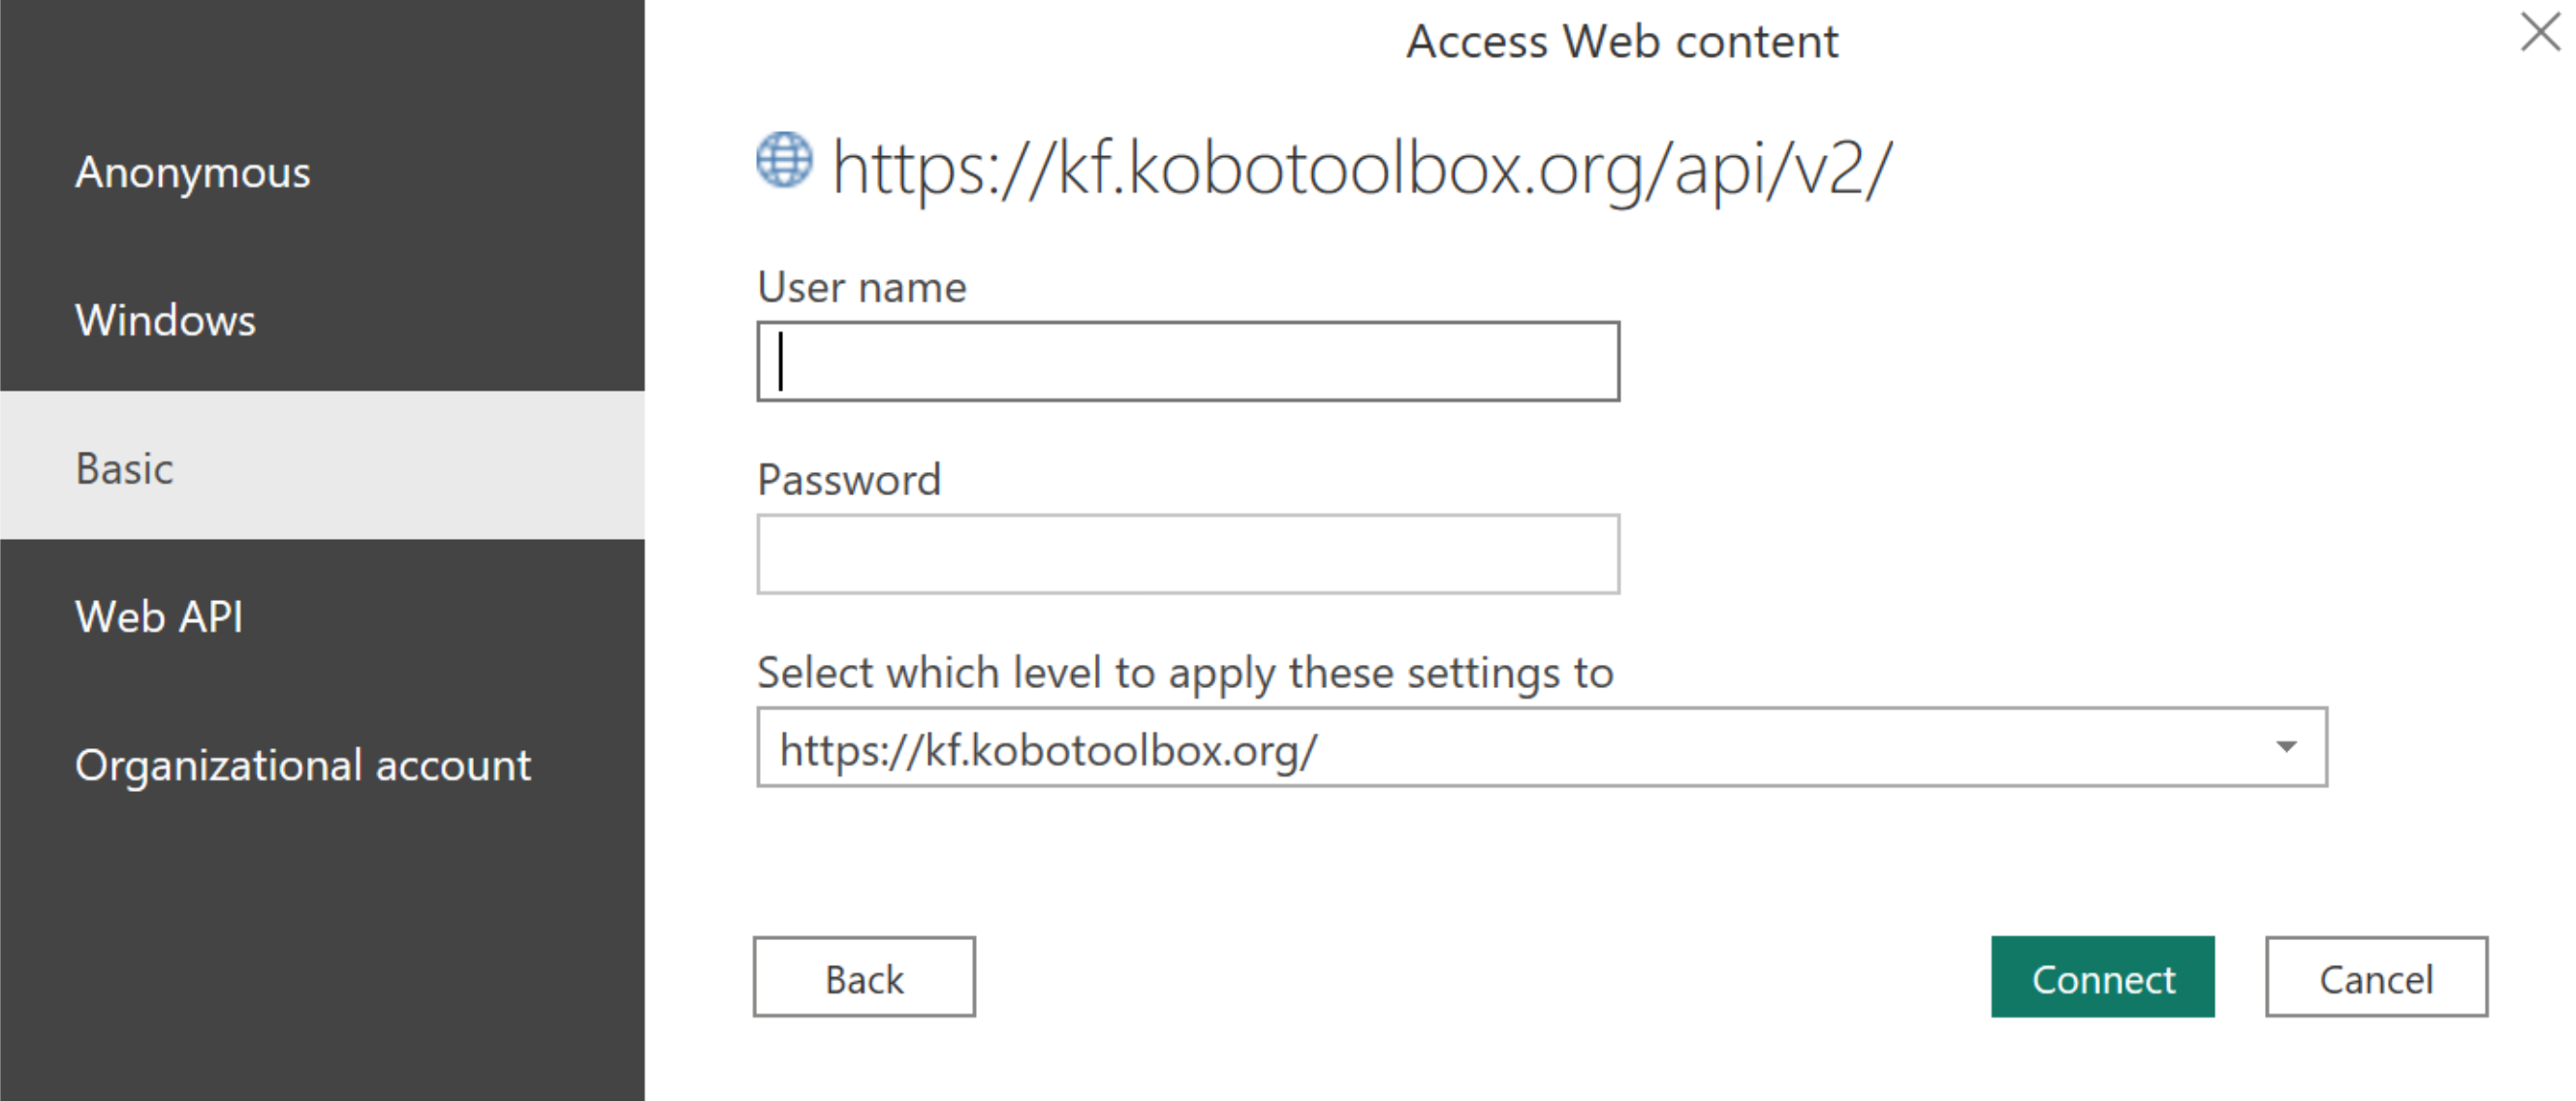 Access Web content
Anonymous
Windows
Basic
Web API
Organizational account
https://kf.kobotoolbox.org/api/v2/
User name
Password
Select which level to apply these settings to
https://kf.kobotoolbox.org/
Back
Connect
Cancel